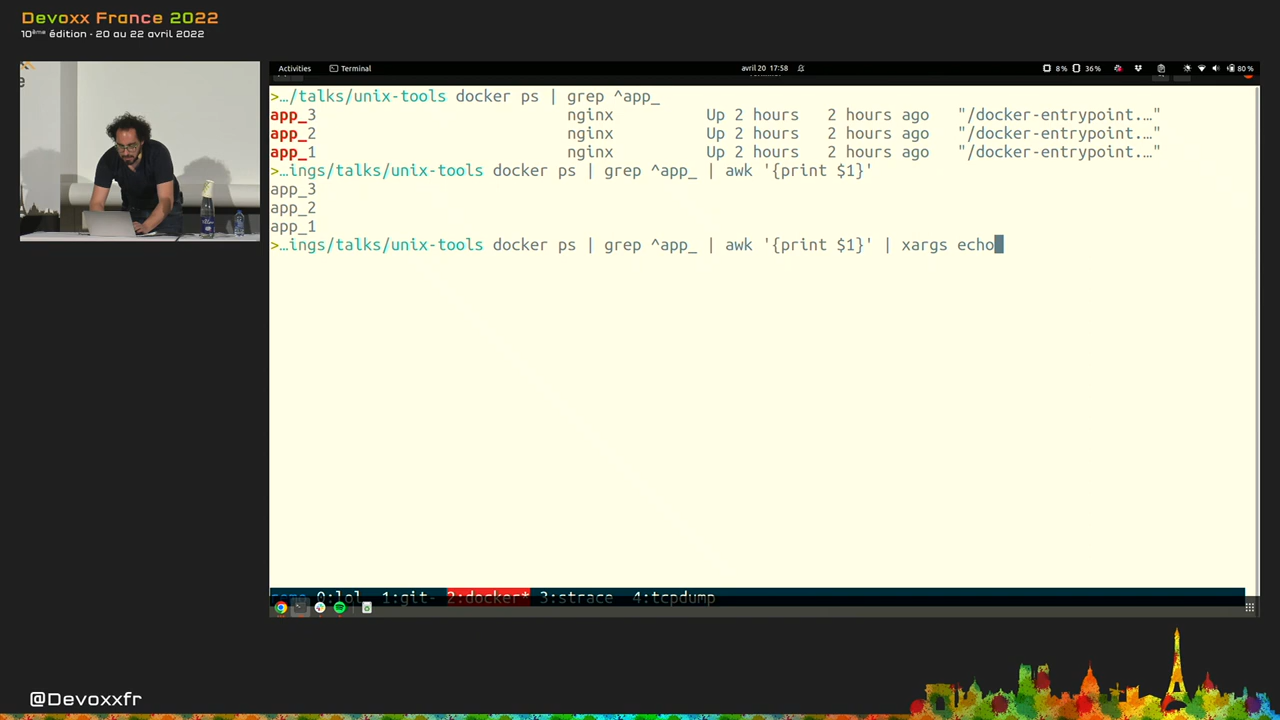 Devoxx France 2022
10ème édition · 20 au 22 avril 2022
Activities Terminal avril 20 17:58 8% 36% 80%
>…/talks/unix-tools docker ps | grep ^app_
app_3 nginx Up 2 hours 2 hours ago "/docker-entrypoint.…"
app_2 nginx Up 2 hours 2 hours ago "/docker-entrypoint.…"
app_1 nginx Up 2 hours 2 hours ago "/docker-entrypoint.…"
>…ings/talks/unix-tools docker ps | grep ^app_ | awk '{print $1}'
app_3
app_2
app_1
>…ings/talks/unix-tools docker ps | grep ^app_ | awk '{print $1}' | xargs echo
0:lol 1:git- 2:docker* 3:strace 4:tcpdump
@Devoxxfr